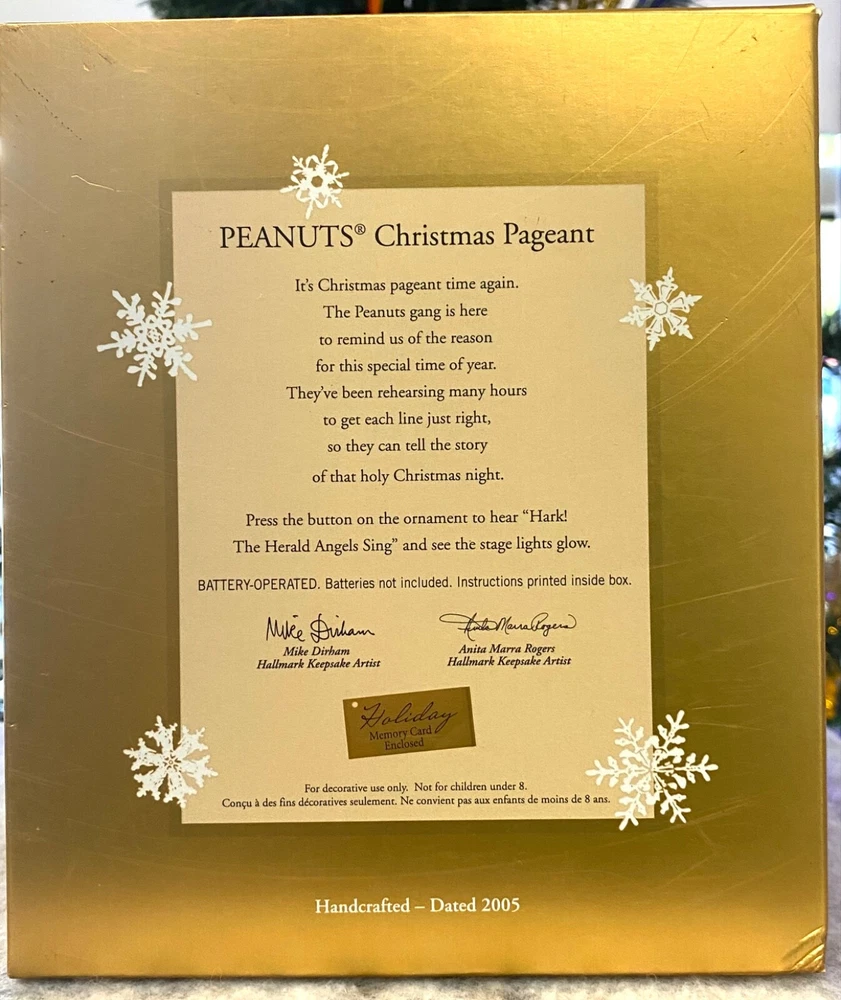 PEANUTS® Christmas Pageant
It's Christmas pageant time again.
The Peanuts gang is here
to remind us of the reason
for this special time of year.
They've been rehearsing many hours
to get each line just right,
so they can tell the story
of that holy Christmas night.
Press the button on the ornament to hear “Hark!
The Herald Angels Sing” and see the stage lights glow.
BATTERY-OPERATED. Batteries not included. Instructions printed inside box.
Mike Dirham Anita Marra Rogers
Mike Dirham Anita Marra Rogers
Hallmark Keepsake Artist Hallmark Keepsake Artist
Holiday
Memory Card
Enclosed
For decorative use only. Not for children under 8.
Conçu à des fins décoratives seulement. Ne convient pas aux enfants de moins de 8 ans.
Handcrafted – Dated 2005